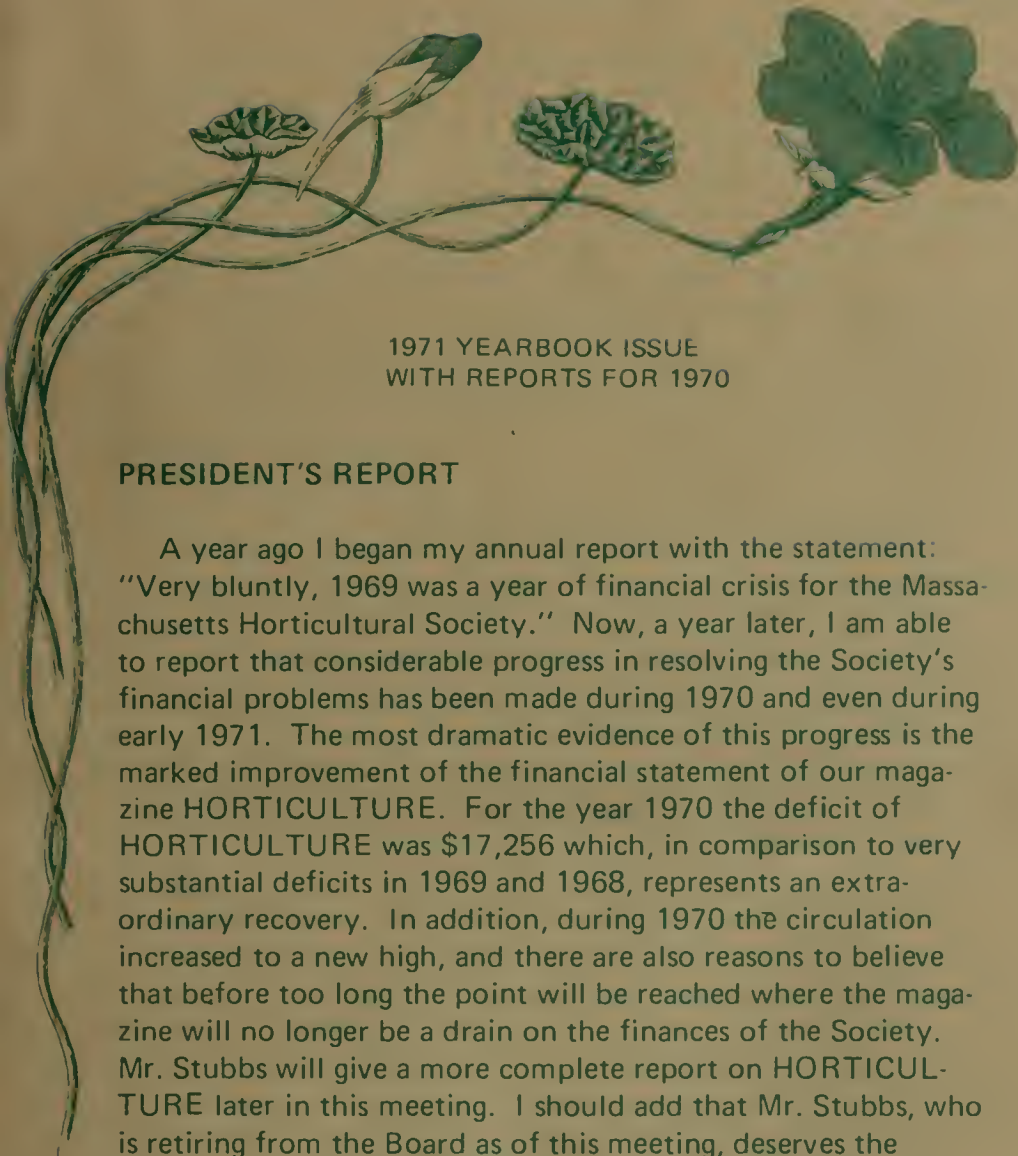 1971 YEARBOOK ISSUE
WITH REPORTS FOR 1970
PRESIDENT'S REPORT
A year ago I began my annual report with the statement:
"Very bluntly, 1969 was a year of financial crisis for the Massa-
chusetts Horticultural Society." Now, a year later, I am able
to report that considerable progress in resolving the Society's
financial problems has been made during 1970 and even during
early 1971. The most dramatic evidence of this progress is the
marked improvement of the financial statement of our maga-
zine HORTICULTURE. For the year 1970 the deficit of
HORTICULTURE was $17,256 which, in comparison to very
substantial deficits in 1969 and 1968, represents an extra-
ordinary recovery. In addition, during 1970 the circulation
increased to a new high, and there are also reasons to believe
that before too long the point will be reached where the maga-
zine will no longer be a drain on the finances of the Society.
Mr. Stubbs will give a more complete report on HORTICUL-
TURE later in this meeting. I should add that Mr. Stubbs, who
is retiring from the Board as of this meeting, deserves the